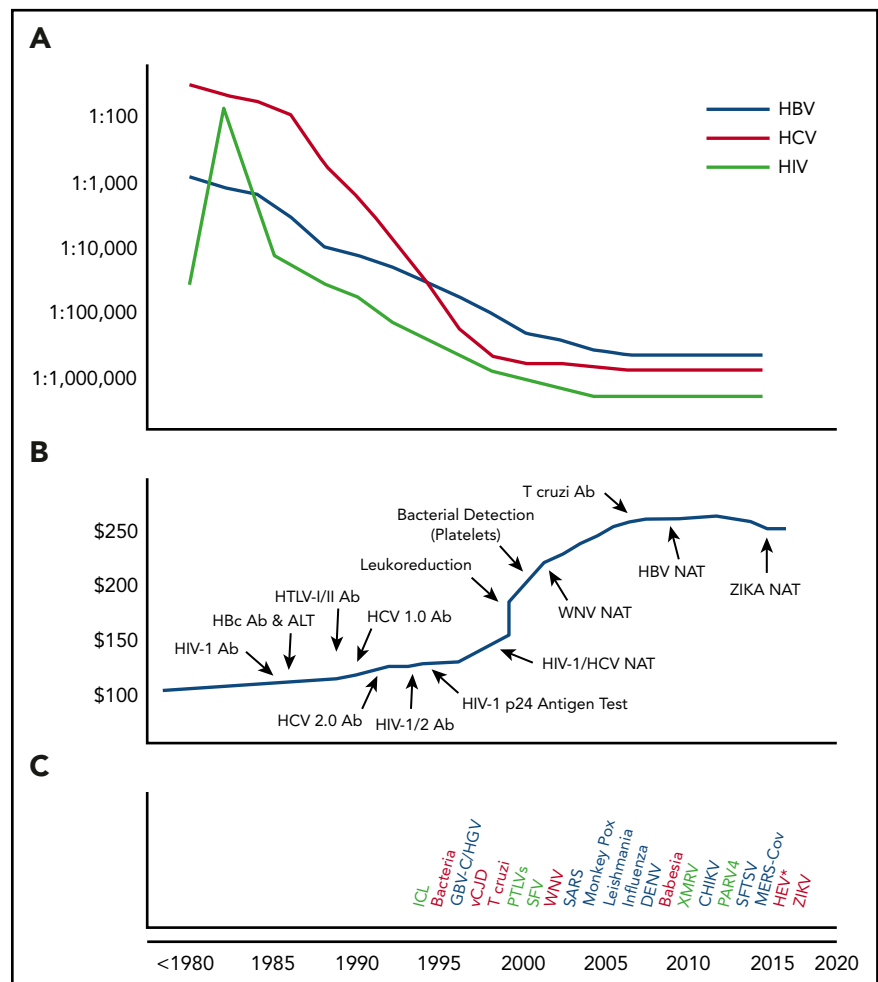 A
1:100
1:1,000
1:10,000
1:100,000
1:1,000,000
HBV
HCV
HIV
B
$250
$200
$150
$100
T cruzi Ab
Bacterial Detection
(Platelets)
Leukoreduction
HTLV-I/II Ab
HBc Ab & ALT
HIV-1 Ab
HCV 1.0 Ab
HCV 2.0 Ab
HIV-1/2 Ab
HIV-1 p24 Antigen Test
HIV-1/HCV NAT
WNV NAT
HBV NAT
ZIKA NAT
C
ICL
Bacteria
GBV-C/HGV
vCJD
T cruzi
PTLVs
SFV
WNV
SARS
Monkey Pox
Leishmania
Influenza
DENV
Babesia
XMRV
CHIKV
PARV4
SFTSV
MERS-Cov
HEV*
ZIKV
<1980
1985
1990
1995
2000
2005
2010
2015
2020